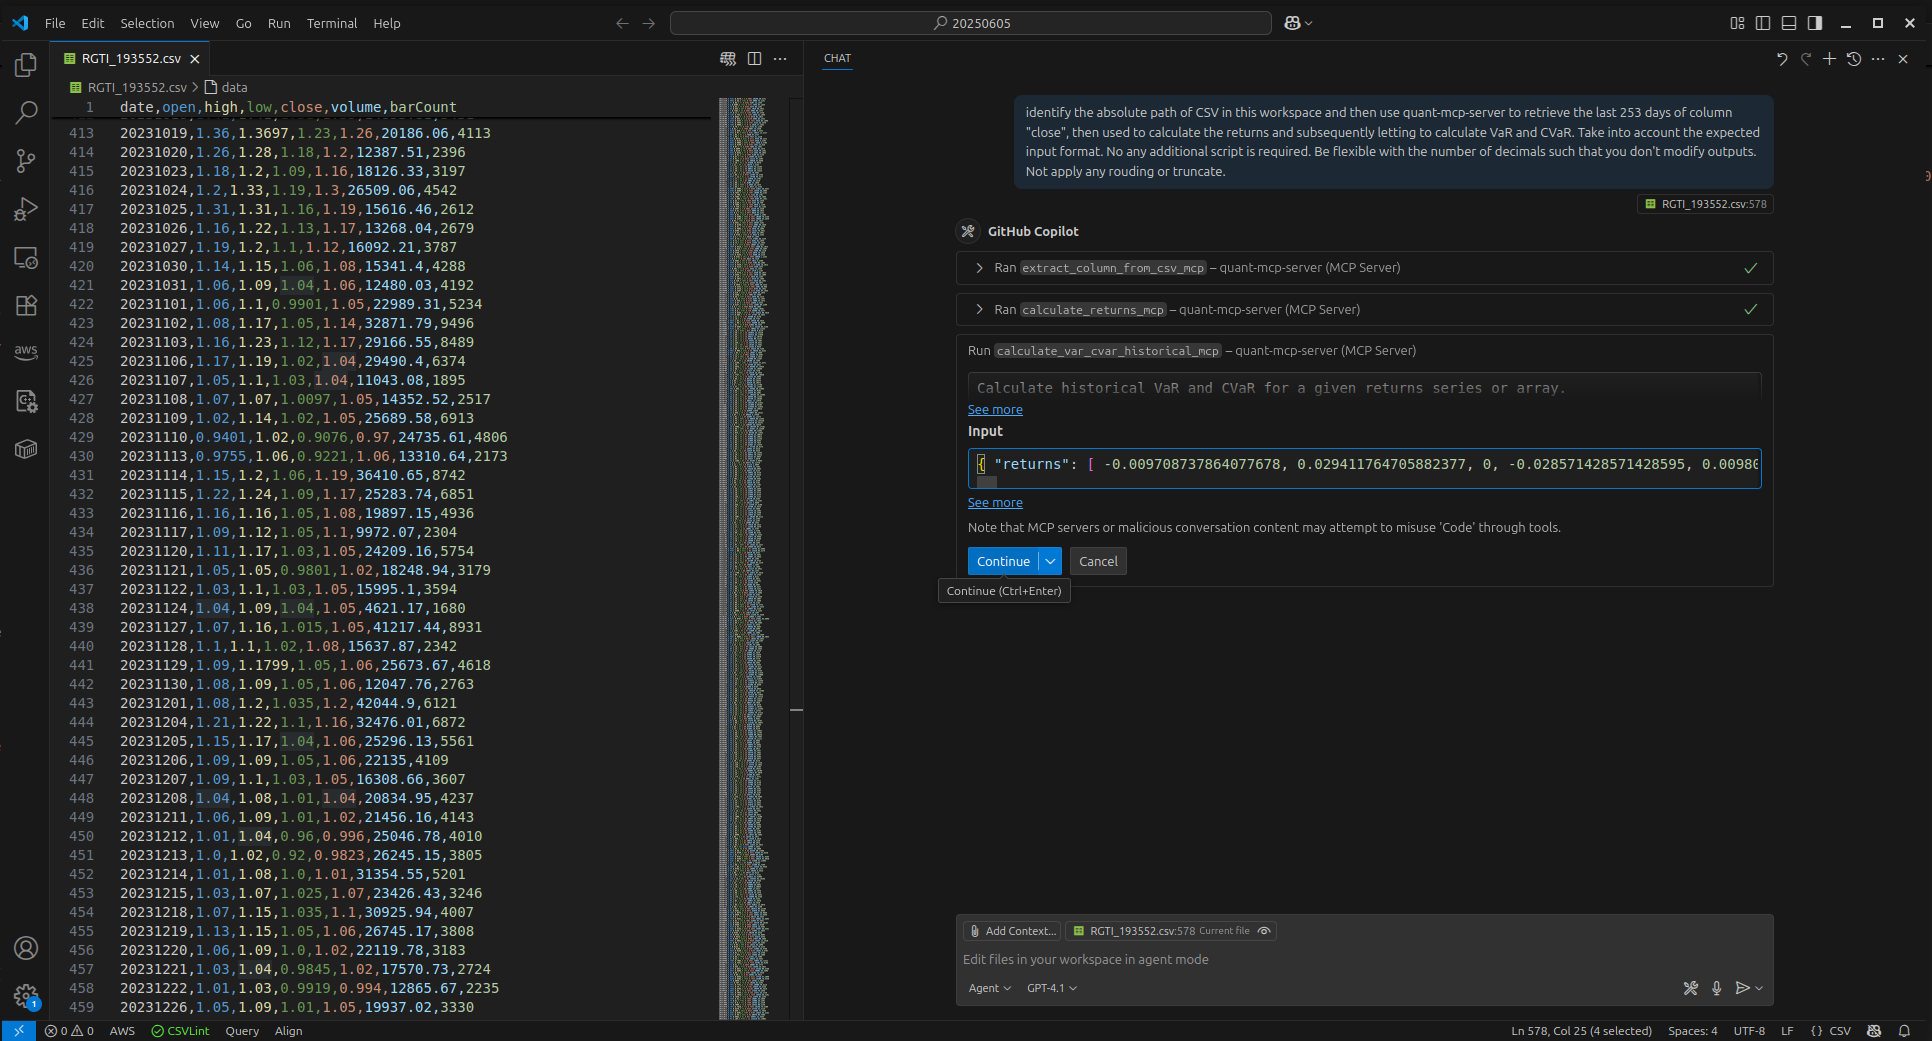 File Edit Selection View Go Run Terminal Help
20250605
RGTI_193552.csv
CHAT
RGTI_193552.csv > data
1 date,open,high,low,close,volume,barCount
413 20231019,1.36,1.3697,1.23,1.26,20186.06,4113
414 20231020,1.26,1.28,1.18,1.2,12387.51,2396
415 20231023,1.18,1.2,1.09,1.16,18126.33,3197
416 20231024,1.2,1.33,1.19,1.3,26509.06,4542
417 20231025,1.31,1.31,1.16,1.19,15616.46,2612
418 20231026,1.16,1.22,1.13,1.17,13268.04,2679
419 20231027,1.19,1.2,1.1,1.12,16092.21,3787
420 20231030,1.14,1.15,1.06,1.08,15341.4,4288
421 20231031,1.06,1.09,1.04,1.06,12480.03,4192
422 20231101,1.06,1.1,0.9901,1.05,22989.31,5234
423 20231102,1.08,1.17,1.05,1.14,32871.79,9496
424 20231103,1.16,1.23,1.12,1.17,29166.55,8489
425 20231106,1.17,1.19,1.02,1.04,29490.4,6374
426 20231107,1.05,1.1,1.03,1.04,11043.08,1895
427 20231108,1.07,1.07,1.0097,1.05,14352.52,2517
428 20231109,1.02,1.14,1.02,1.05,25689.58,6913
429 20231110,0.9401,1.02,0.9076,0.97,24735.61,4806
430 20231113,0.9755,1.06,0.9221,1.06,13310.64,2173
431 20231114,1.15,1.2,1.06,1.19,36410.65,8742
432 20231115,1.22,1.24,1.09,1.17,25283.74,6851
433 20231116,1.16,1.16,1.05,1.08,19897.15,4936
434 20231117,1.09,1.12,1.05,1.1,9972.07,2304
435 20231120,1.11,1.17,1.03,1.05,24209.16,5754
436 20231121,1.05,1.05,0.9801,1.02,18248.94,3179
437 20231122,1.03,1.1,1.03,1.05,15995.1,3594
438 20231124,1.04,1.09,1.04,1.05,4621.17,1680
439 20231127,1.07,1.16,1.015,1.05,41217.44,8931
440 20231128,1.1,1.1,1.02,1.08,15637.87,2342
441 20231129,1.09,1.1799,1.05,1.06,25673.67,4618
442 20231130,1.08,1.09,1.05,1.06,12047.76,2763
443 20231201,1.08,1.2,1.035,1.2,42044.9,6121
444 20231204,1.21,1.22,1.1,1.16,32476.01,6872
445 20231205,1.15,1.17,1.04,1.06,25296.13,5561
446 20231206,1.09,1.09,1.05,1.06,22135,4109
447 20231207,1.09,1.1,1.03,1.05,16308.66,3607
448 20231208,1.04,1.08,1.01,1.04,20834.95,4237
449 20231211,1.06,1.09,1.01,1.02,21456.16,4143
450 20231212,1.01,1.04,0.96,0.996,25046.78,4010
451 20231213,1.0,1.02,0.92,0.9823,26245.15,3805
452 20231214,1.01,1.08,1.0,1.01,31354.55,5201
453 20231215,1.03,1.07,1.025,1.07,23426.43,3246
454 20231218,1.07,1.15,1.035,1.1,30925.94,4007
455 20231219,1.13,1.15,1.05,1.06,26745.17,3808
456 20231220,1.06,1.09,1.0,1.02,22119.78,3183
457 20231221,1.03,1.04,0.9845,1.02,17570.73,2724
458 20231222,1.01,1.03,0.9919,0.994,12865.67,2235
459 20231226,1.05,1.09,1.01,1.05,19937.02,3330
identify the absolute path of CSV in this workspace and then use quant-mcp-server to retrieve the last 253 days of column
"close", then used to calculate the returns and subsequently letting to calculate VaR and CVaR. Take into account the expected
input format. No any additional script is required. Be flexible with the number of decimals such that you don't modify outputs.
Not apply any rouding or truncate.
RGTI_193552.csv:578
GitHub Copilot
Ran extract_column_from_csv_mcp – quant-mcp-server (MCP Server)
Ran calculate_returns_mcp – quant-mcp-server (MCP Server)
Run calculate_var_cvar_historical_mcp – quant-mcp-server (MCP Server)
Calculate historical VaR and CVaR for a given returns series or array.
See more
Input
{ "returns": [ -0.009708737864077678, 0.029411764705882377, 0, -0.028571428571428595, 0.00980
See more
Note that MCP servers or malicious conversation content may attempt to misuse 'Code' through tools.
Continue Cancel
Continue (Ctrl+Enter)
Add Context... RGTI_193552.csv:578 Current file
Edit files in your workspace in agent mode
Agent GPT-4.1
aws
1
0 0 AWS CSVLint Query Align
Ln 578, Col 25 (4 selected) Spaces: 4 UTF-8 LF {} CSV